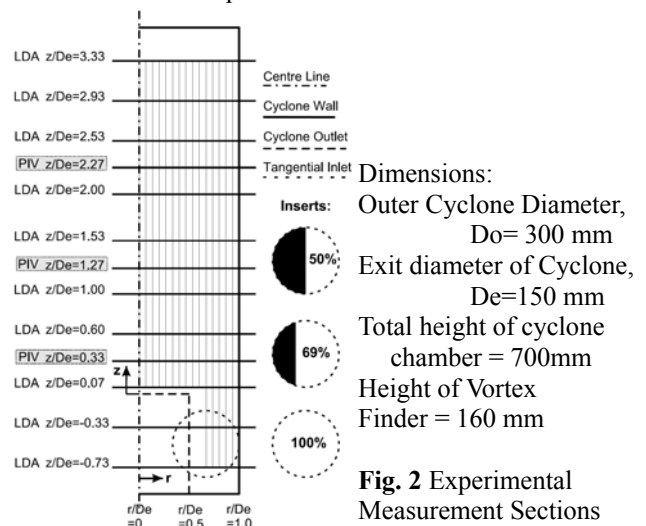 LDA z/De=3.33
LDA z/De=2.93
LDA z/De=2.53
PIV z/De=2.27
LDA z/De=2.00
LDA z/De=1.53
PIV z/De=1.27
LDA z/De=1.00
LDA z/De=0.60
PIV z/De=0.33
z
LDA z/De=0.07
LDA z/De=-0.33
LDA z/De=-0.73
r
r/De =0
r/De =0.5
r/De =1.0
Centre Line
Cyclone Wall
Cyclone Outlet
Tangential Inlet
Inserts:
50%
69%
100%
Dimensions:
Outer Cyclone Diameter,
Do= 300 mm
Exit diameter of Cyclone,
De=150 mm
Total height of cyclone
chamber = 700mm
Height of Vortex
Finder = 160 mm
Fig. 2 Experimental
Measurement Sections